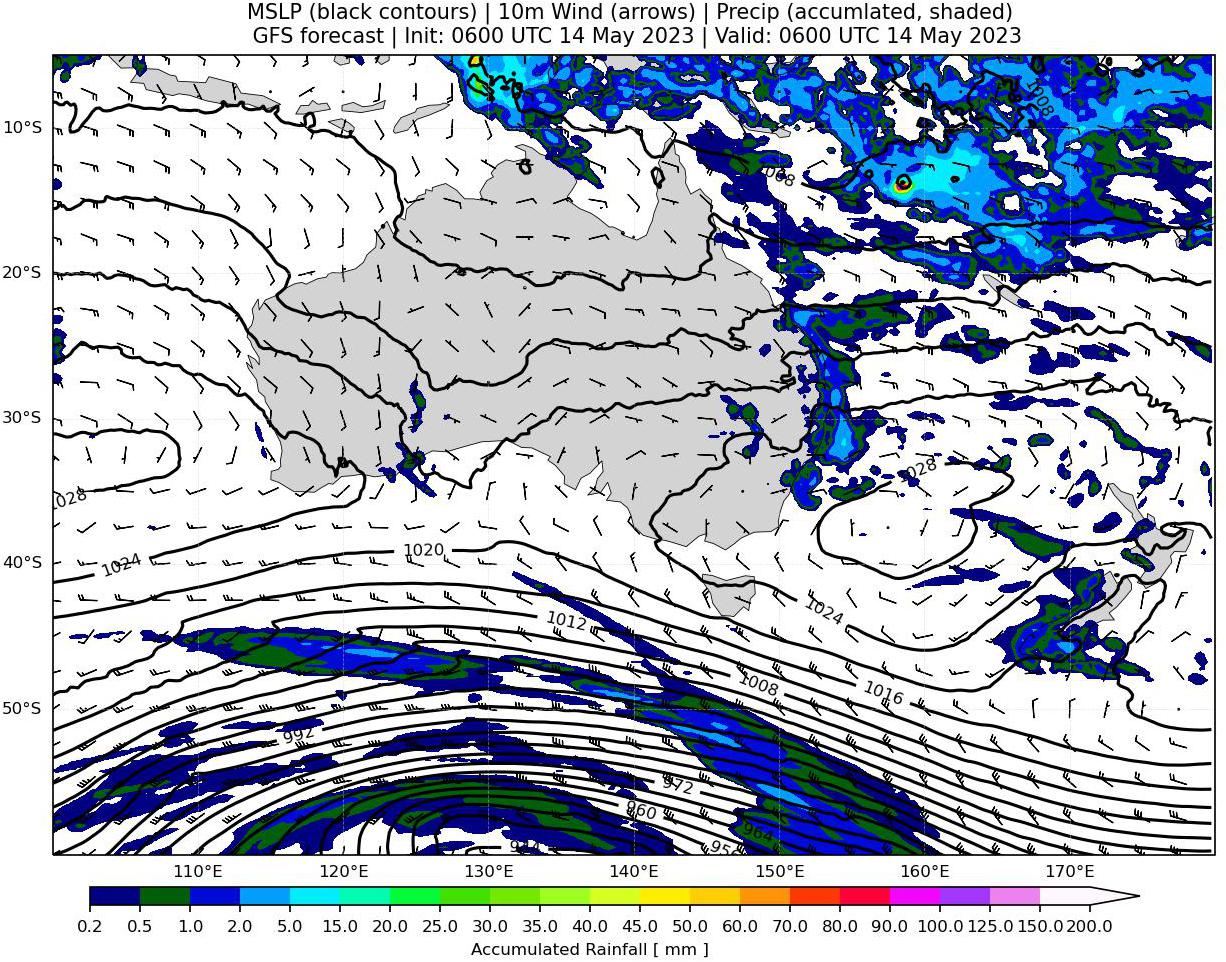 MSLP (black contours) | 10m Wind (arrows) | Precip (accumlated, shaded)
GFS forecast | Init: 0600 UTC 14 May 2023 | Valid: 0600 UTC 14 May 2023
1008
10°S
1008
20°S
30°S
1028
1028
1020
40°S
1024
1024
1012
1008
1016
50°S
992
972
960
964
944
110°E 120°E 130°E 140°E 150°E 160°E 170°E
0.2 0.5 1.0 2.0 5.0 10.0 15.0 20.0 25.0 30.0 35.0 40.0 45.0 50.0 60.0 70.0 80.0 90.0 100.0 125.0 150.0 200.0
Accumulated Rainfall [ mm ]